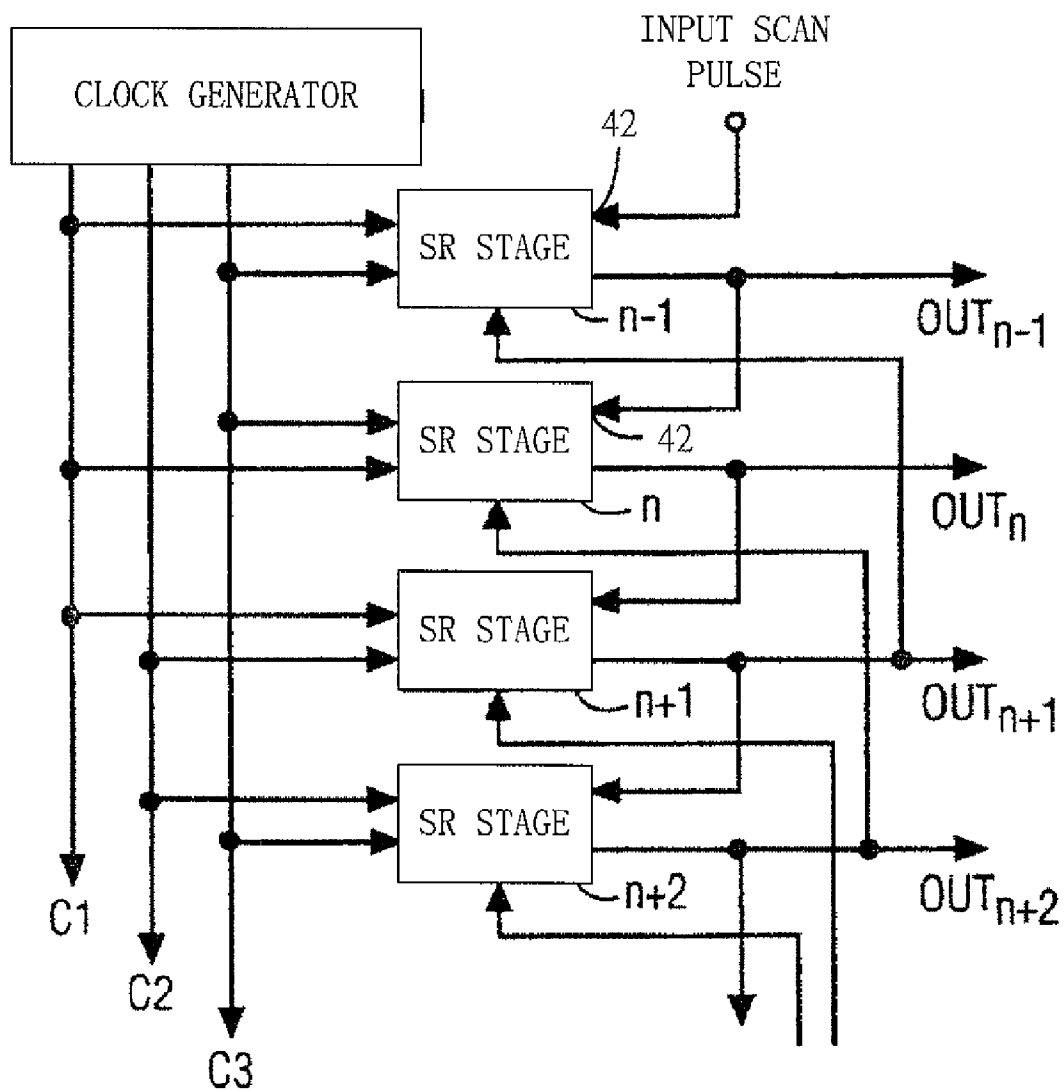 INPUT SCAN
PULSE
CLOCK GENERATOR
42
SR STAGE
n-1
OUTn-1
SR STAGE
42
n
OUTn
SR STAGE
n+1
OUTn+1
SR STAGE
n+2
OUTn+2
C1
C2
C3